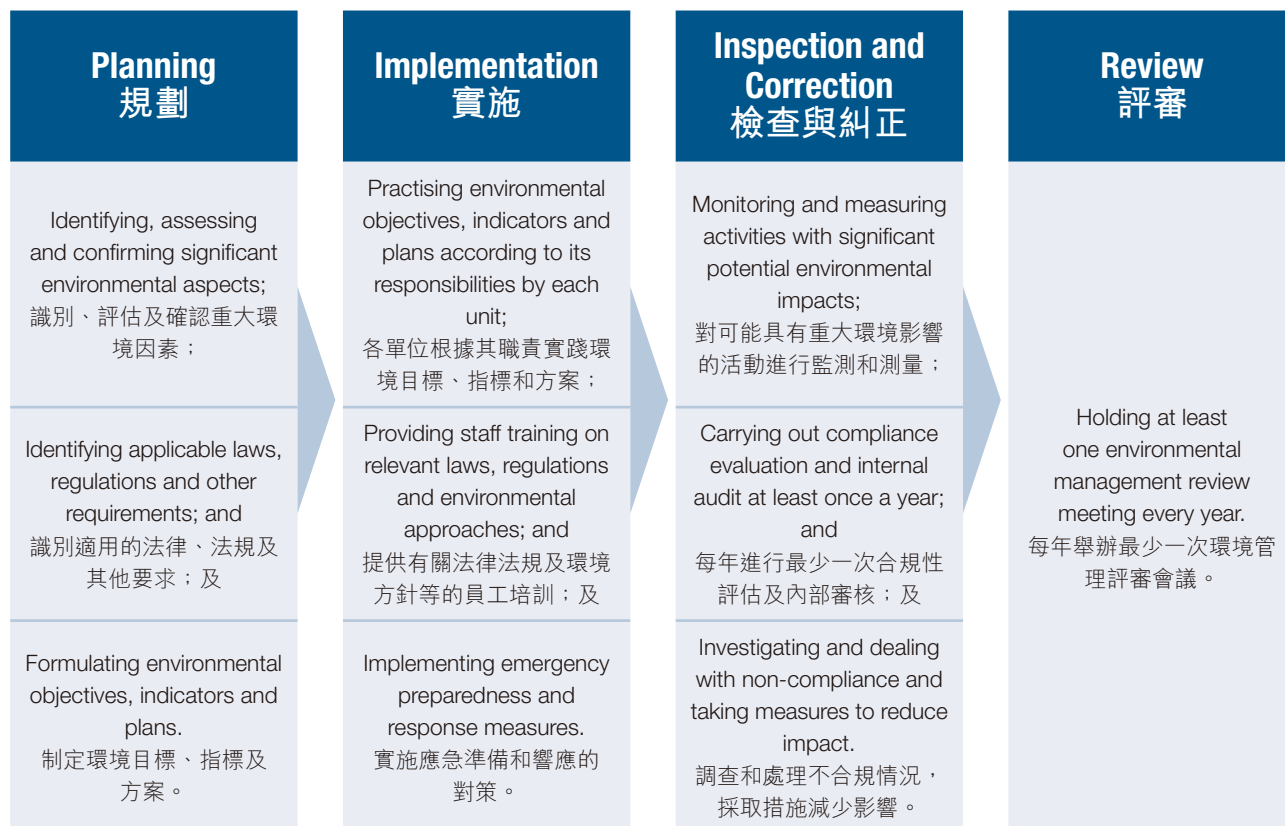 Planning
規劃
Identifying, assessing
and confirming significant
environmental aspects;
識別、評估及確認重大環
境因素；
Identifying applicable laws,
regulations and other
requirements; and
識別適用的法律、法規及
其他要求；及
Formulating environmental
objectives, indicators and
plans.
制定環境目標、指標及
方案。
Implementation
實施
Practising environmental
objectives, indicators and
plans according to its
responsibilities by each
unit;
各單位根據其職責實踐環
境目標、指標和方案；
Providing staff training on
relevant laws, regulations
and environmental
approaches; and
提供有關法律法規及環境
方針等的員工培訓；及
Implementing emergency
preparedness and
response measures.
實施應急準備和響應的
對策。
Inspection and
Correction
檢查與糾正
Monitoring and measuring
activities with significant
potential environmental
impacts;
對可能具有重大環境影響
的活動進行監測和測量；
Carrying out compliance
evaluation and internal
audit at least once a year;
and
每年進行最少一次合規性
評估及內部審核；及
Investigating and dealing
with non-compliance and
taking measures to reduce
impact.
調查和處理不合規情況，
採取措施減少影響。
Review
評審
Holding at least
one environmental
management review
meeting every year.
每年舉辦最少一次環境管
理評審會議。